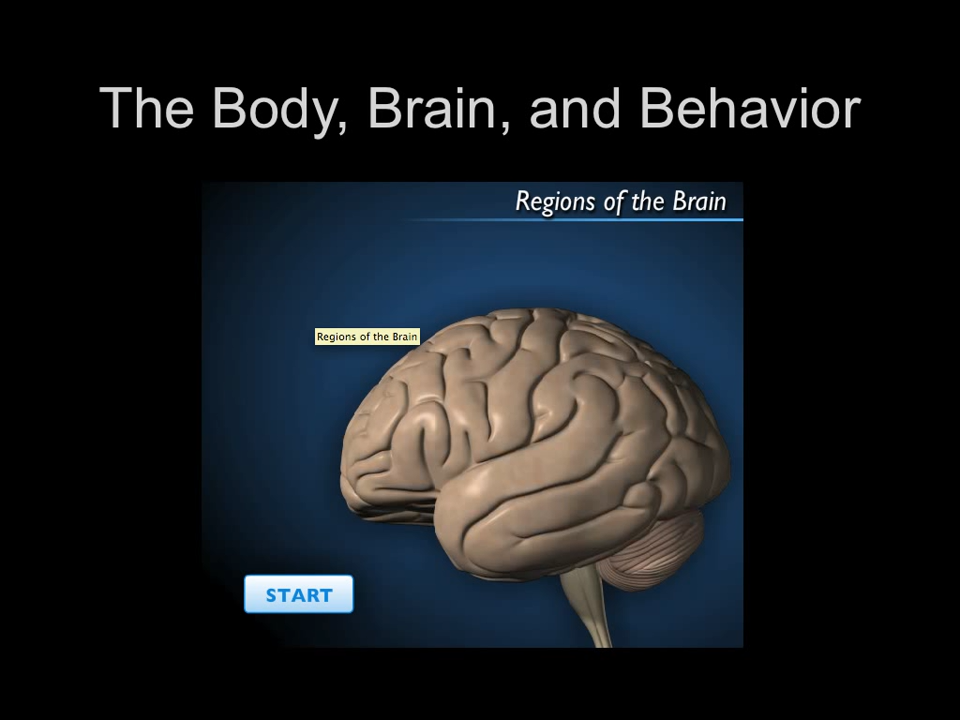 The Body, Brain, and Behavior
Regions of the Brain
Regions of the Brain
START